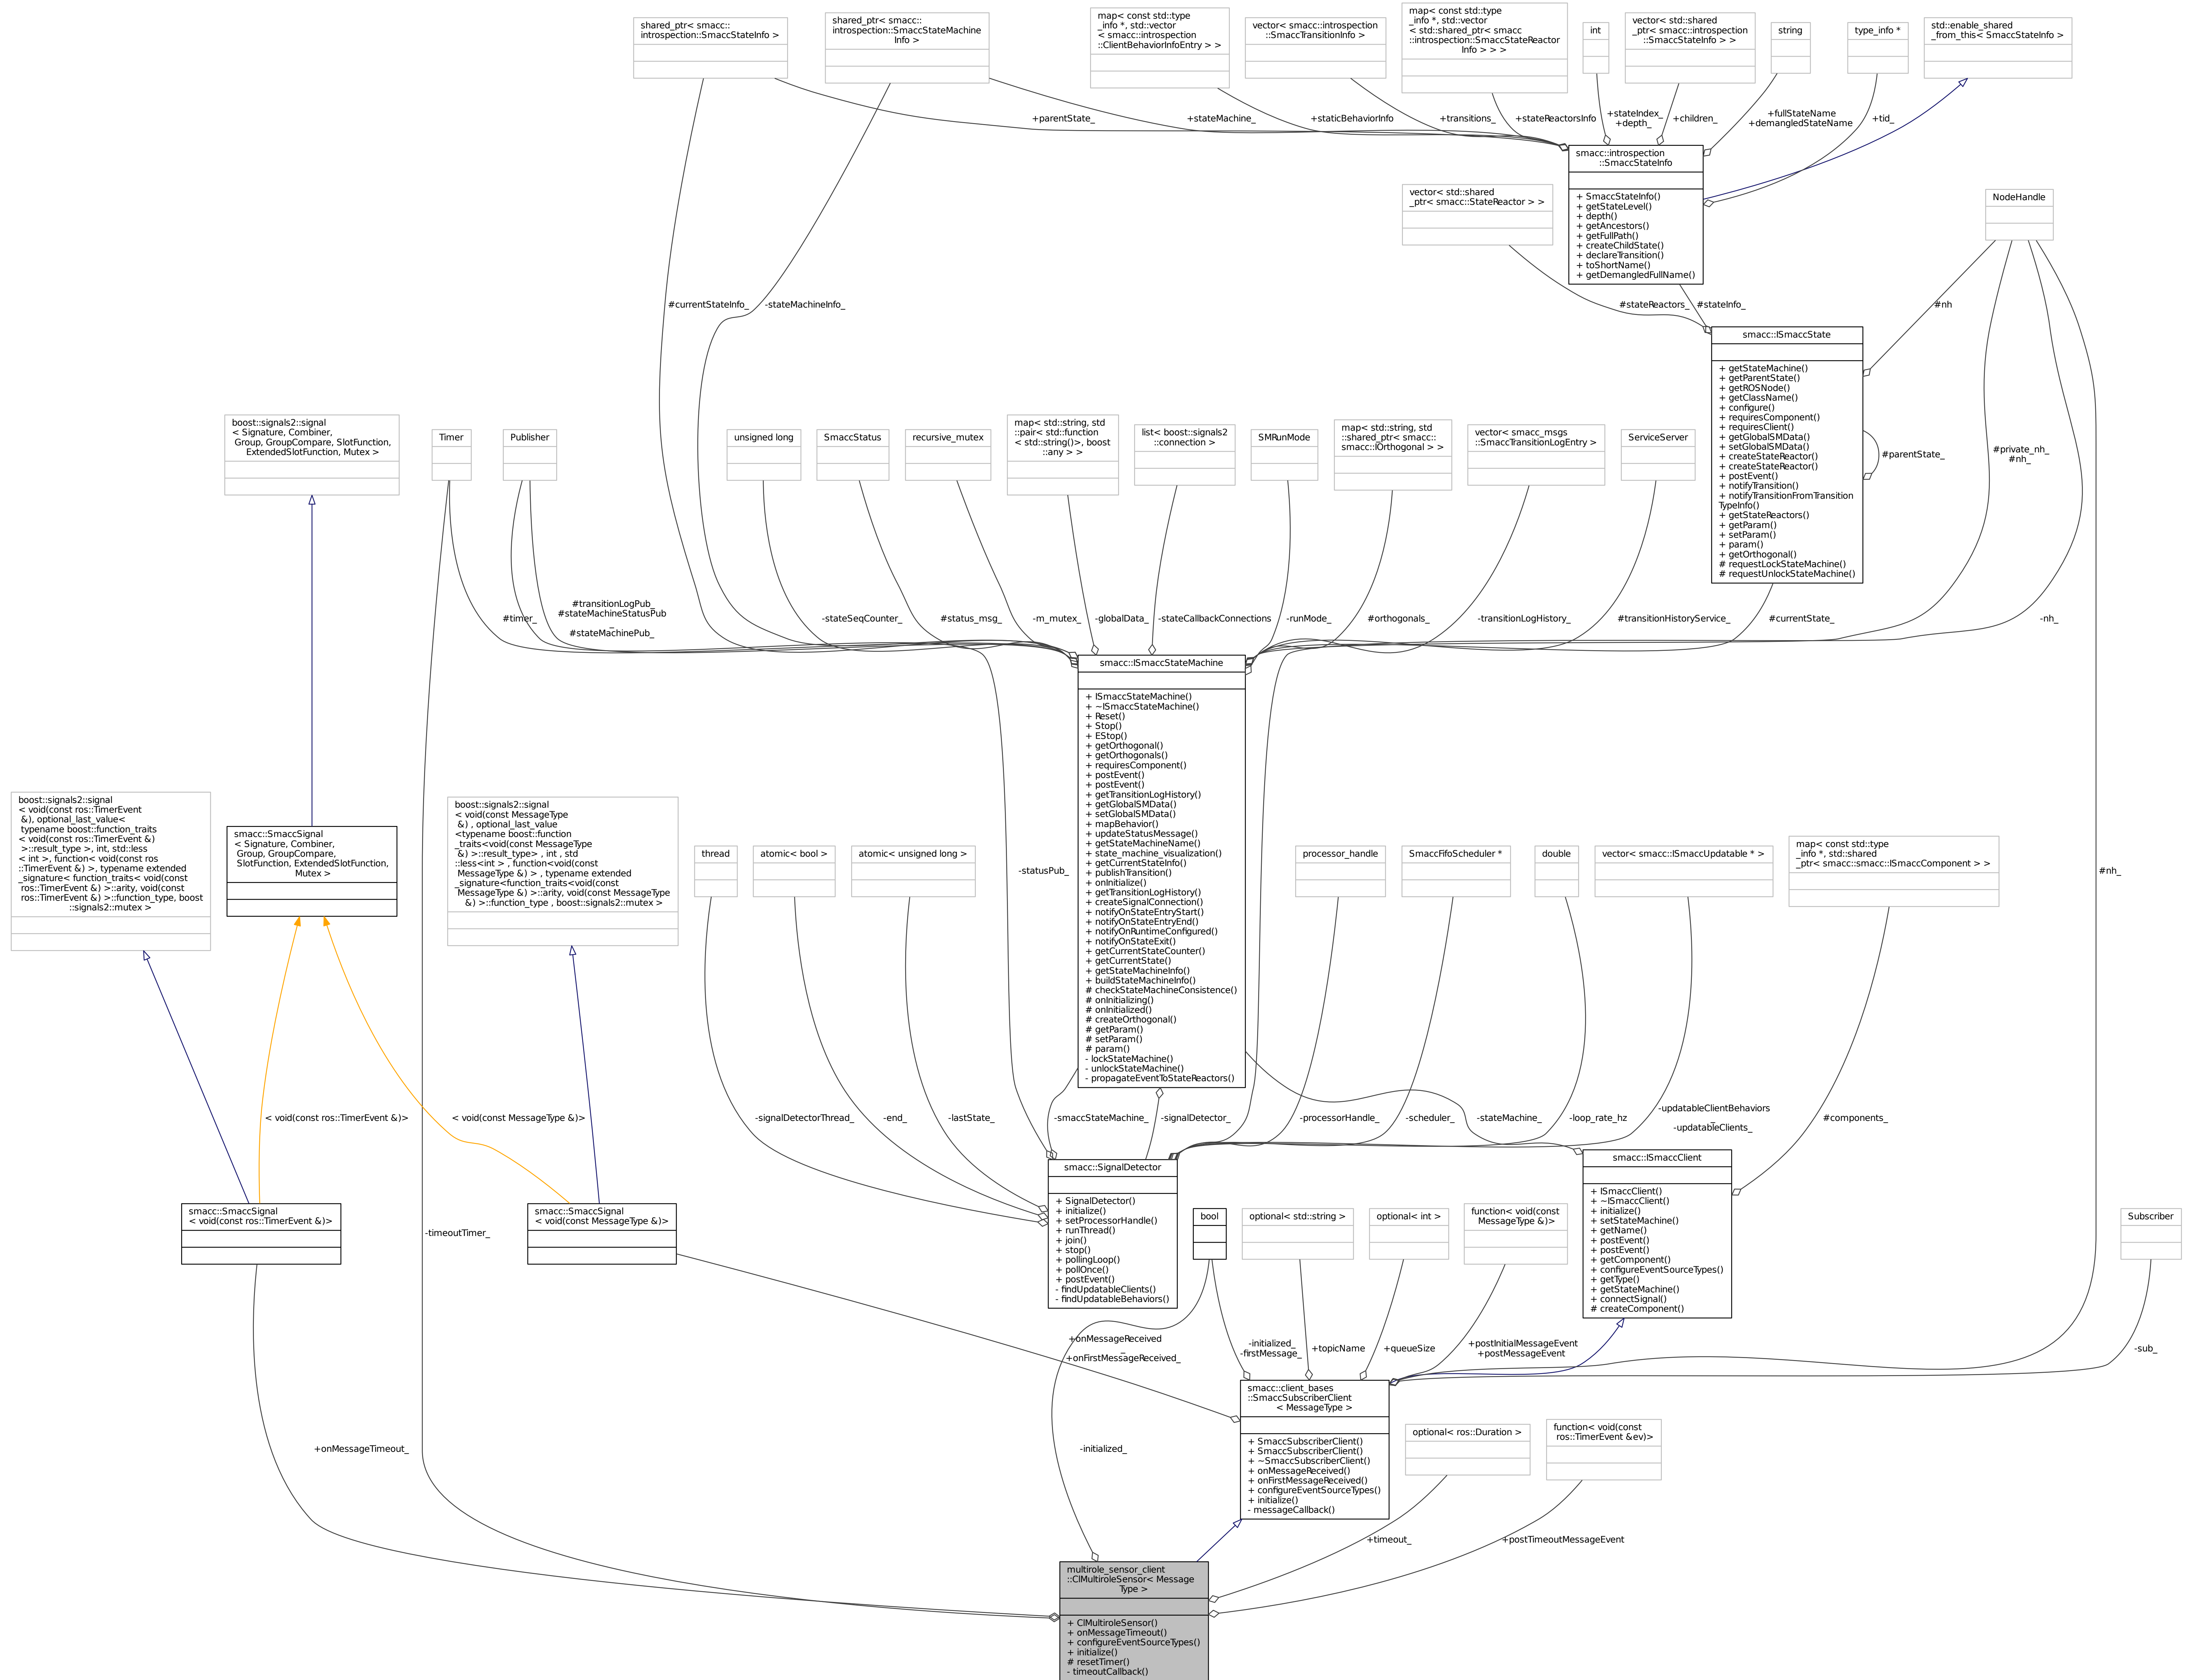 shared_ptr< smacc::
introspection::SmaccStateInfo >
shared_ptr< smacc::
introspection::SmaccStateMachine
Info >
map< const std::type
_info *, std::vector
< smacc::introspection
::ClientBehaviorInfoEntry > >
vector< smacc::introspection
::SmaccTransitionInfo >
map< const std::type
_info *, std::vector
< std::shared_ptr< smacc
::introspection::SmaccStateReactor
Info > > >
int
vector< std::shared
_ptr< smacc::introspection
::SmaccStateInfo > >
string
type_info *
std::enable_shared
_from_this< SmaccStateInfo >
+parentState_
+stateMachine_
+staticBehaviorInfo
+transitions_
+stateReactorsInfo
+stateIndex_
+depth_
+children_
+fullStateName
+demangledStateName
+tid_
smacc::introspection
::SmaccStateInfo
+ SmaccStateInfo()
+ getStateLevel()
+ depth()
+ getAncestors()
+ getFullPath()
+ createChildState()
+ declareTransition()
+ toShortName()
+ getDemangledFullName()
vector< std::shared
_ptr< smacc::StateReactor > >
NodeHandle
#currentStateInfo_
-stateMachineInfo_
#stateReactors_
#stateInfo_
#nh
smacc::ISmaccState
+ getStateMachine()
+ getParentState()
+ getROSNode()
+ getClassName()
+ configure()
+ requiresComponent()
+ requiresClient()
+ getGlobalSMData()
+ setGlobalSMData()
+ createStateReactor()
+ createStateReactor()
+ postEvent()
+ notifyTransition()
+ notifyTransitionFromTransition
TypeInfo()
+ getStateReactors()
+ getParam()
+ setParam()
+ param()
+ getOrthogonal()
# requestLockStateMachine()
# requestUnlockStateMachine()
#parentState_
#private_nh_
#nh_
boost::signals2::signal
< Signature, Combiner,
Group, GroupCompare, SlotFunction,
ExtendedSlotFunction, Mutex >
Timer
Publisher
unsigned long
SmaccStatus
recursive_mutex
map< std::string, std
::pair< std::function
< std::string()>, boost
::any > >
list< boost::signals2
::connection >
SMRunMode
map< std::string, std
::shared_ptr< smacc::
smacc::IOrthogonal > >
vector< smacc_msgs
::SmaccTransitionLogEntry >
ServiceServer
#timer_
#transitionLogPub_
#stateMachineStatusPub
_
#stateMachinePub_
-stateSeqCounter_
#status_msg_
-m_mutex_
-globalData_
-stateCallbackConnections
-runMode_
#orthogonals_
-transitionLogHistory_
#transitionHistoryService_
#currentState_
-nh_
smacc::ISmaccStateMachine
+ ISmaccStateMachine()
+ ~ISmaccStateMachine()
+ Reset()
+ Stop()
+ EStop()
+ getOrthogonal()
+ getOrthogonals()
+ requiresComponent()
+ postEvent()
+ postEvent()
+ getTransitionLogHistory()
+ getGlobalSMData()
+ setGlobalSMData()
+ mapBehavior()
+ updateStatusMessage()
+ getStateMachineName()
+ state_machine_visualization()
+ getCurrentStateInfo()
+ publishTransition()
+ onInitialize()
+ getTransitionLogHistory()
+ createSignalConnection()
+ notifyOnStateEntryStart()
+ notifyOnStateEntryEnd()
+ notifyOnRuntimeConfigured()
+ notifyOnStateExit()
+ getCurrentStateCounter()
+ getCurrentState()
+ getStateMachineInfo()
+ buildStateMachineInfo()
# checkStateMachineConsistence()
# onInitializing()
# onInitialized()
# createOrthogonal()
# getParam()
# setParam()
# param()
- lockStateMachine()
- unlockStateMachine()
- propagateEventToStateReactors()
boost::signals2::signal
< void(const ros::TimerEvent
&), optional_last_value<
typename boost::function_traits
< void(const ros::TimerEvent &)
>::result_type >, int, std::less
< int >, function< void(const ros
::TimerEvent &) >, typename extended
_signature< function_traits< void(const
ros::TimerEvent &) >::arity, void(const
ros::TimerEvent &) >::function_type, boost
::signals2::mutex >
smacc::SmaccSignal
< Signature, Combiner,
Group, GroupCompare,
SlotFunction, ExtendedSlotFunction,
Mutex >
boost::signals2::signal
< void(const MessageType
&) , optional_last_value
<typename boost::function
_traits<void(const MessageType
&) >::result_type> , int , std
::less<int > , function<void(const
MessageType &) > , typename extended
_signature<function_traits<void(const
MessageType &) >::arity, void(const MessageType
&) >::function_type , boost::signals2::mutex >
thread
atomic< bool >
atomic< unsigned long >
-statusPub_
processor_handle
SmaccFifoScheduler *
double
vector< smacc::ISmaccUpdatable * >
map< const std::type
_info *, std::shared
_ptr< smacc::smacc::ISmaccComponent > >
#nh_
< void(const ros::TimerEvent &)>
< void(const MessageType &)>
-signalDetectorThread_
-end_
-lastState_
-smaccStateMachine_
-signalDetector_
-processorHandle_
-scheduler_
-stateMachine_
-loop_rate_hz
-updatableClientBehaviors
_
-updatableClients_
#components_
smacc::SmaccSignal
< void(const ros::TimerEvent &)>
-timeoutTimer_
smacc::SmaccSignal
< void(const MessageType &)>
smacc::SignalDetector
+ SignalDetector()
+ initialize()
+ setProcessorHandle()
+ runThread()
+ join()
+ stop()
+ pollingLoop()
+ pollOnce()
+ postEvent()
- findUpdatableClients()
- findUpdatableBehaviors()
bool
optional< std::string >
optional< int >
function< void(const
MessageType &)>
smacc::ISmaccClient
+ ISmaccClient()
+ ~ISmaccClient()
+ initialize()
+ setStateMachine()
+ getName()
+ postEvent()
+ postEvent()
+ getComponent()
+ configureEventSourceTypes()
+ getType()
+ getStateMachine()
+ connectSignal()
# createComponent()
Subscriber
+onMessageReceived
_
+onFirstMessageReceived_
-initialized_
-firstMessage_
+topicName
+queueSize
+postInitialMessageEvent
+postMessageEvent
-sub_
smacc::client_bases
::SmaccSubscriberClient
< MessageType >
+ SmaccSubscriberClient()
+ SmaccSubscriberClient()
+ ~SmaccSubscriberClient()
+ onMessageReceived()
+ onFirstMessageReceived()
+ configureEventSourceTypes()
+ initialize()
- messageCallback()
+onMessageTimeout_
-initialized_
optional< ros::Duration >
function< void(const
ros::TimerEvent &ev)>
+timeout_
+postTimeoutMessageEvent
multirole_sensor_client
::ClMultiroleSensor< Message
Type >
+ ClMultiroleSensor()
+ onMessageTimeout()
+ configureEventSourceTypes()
+ initialize()
# resetTimer()
- timeoutCallback()